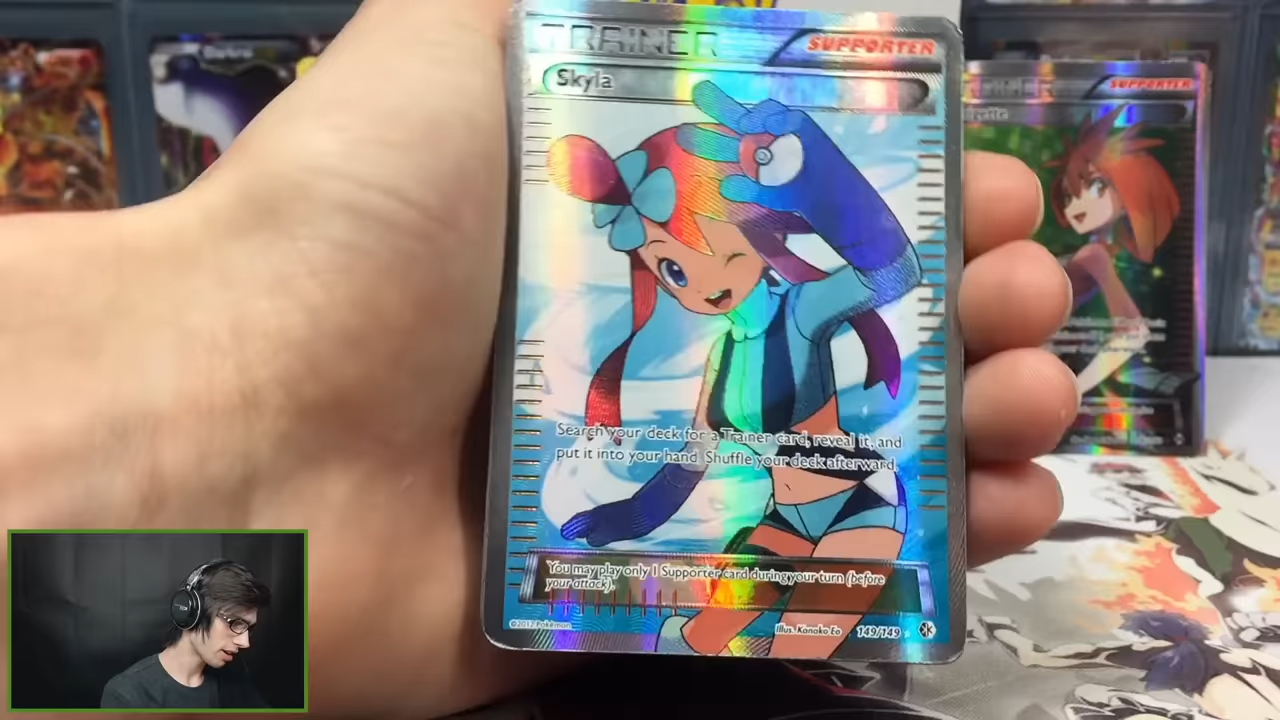 TRAINER
SUPPORTER
Skyla
Search your deck for a Trainer card, reveal it, and
put it into your hand. Shuffle your deck afterward.
You may play only 1 Supporter card during your turn (before
your attack).
©2012 Pokémon
Illus. Kanako Eo
149/149
SUPPORTER